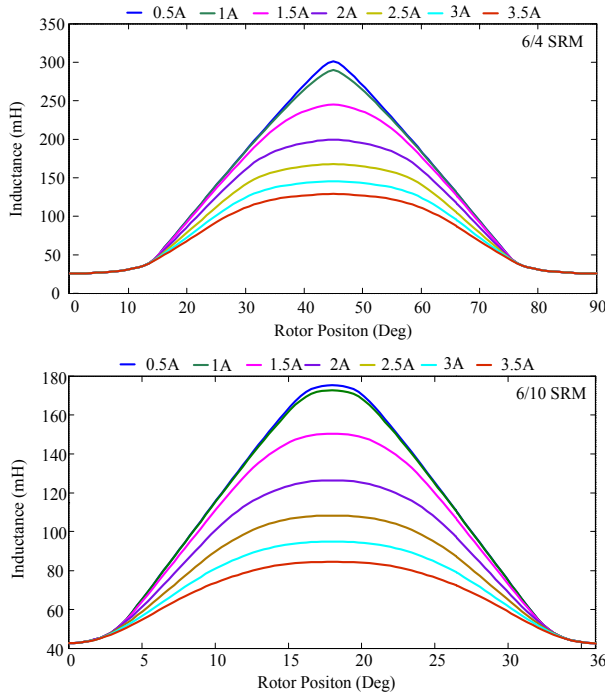 0.5A 1A 1.5A 2A 2.5A 3A 3.5A
6/4 SRM
350
300
250
200
150
100
50
0
Inductance (mH)
0 10 20 30 40 50 60 70 80 90
Rotor Positon (Deg)
0.5A 1A 1.5A 2A 2.5A 3A 3.5A
6/10 SRM
180
160
140
120
100
80
60
40
Inductance (mH)
0 5 10 15 20 25 30 36
Rotor Positon (Deg)